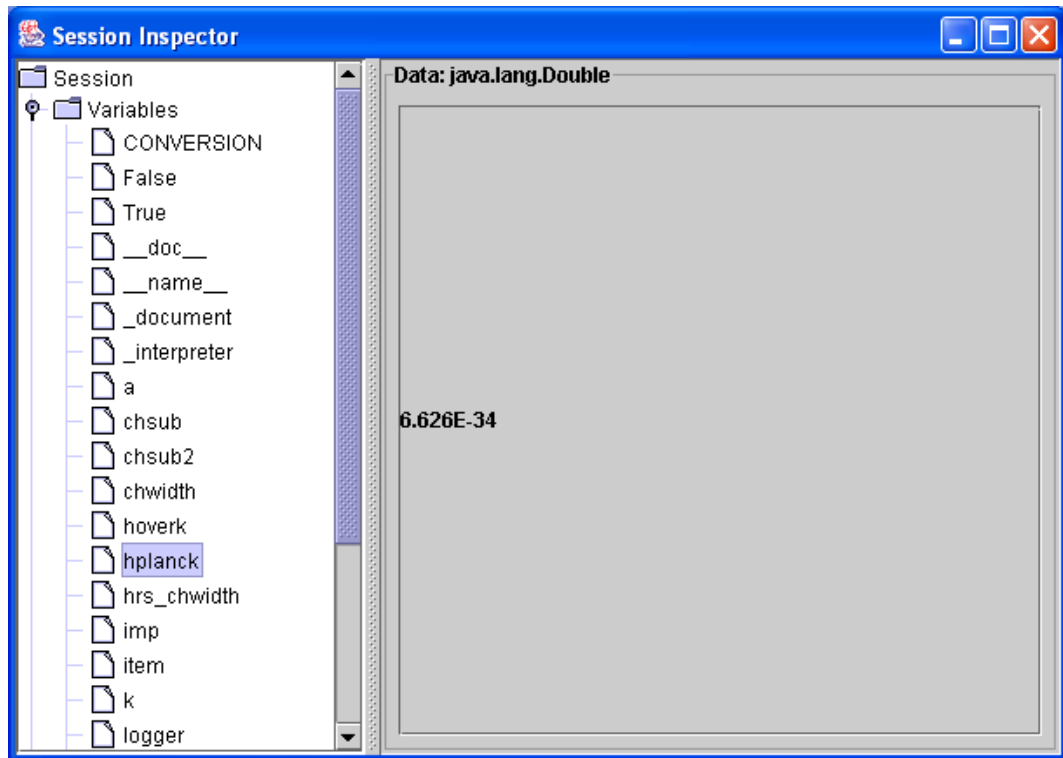 Session Inspector
Session
Variables
CONVERSION
False
True
__doc__
__name__
_document
_interpreter
a
chsub
chsub2
chwidth
hoverk
hplanck
hrs_chwidth
imp
item
k
logger
Data: java.lang.Double
6.626E-34